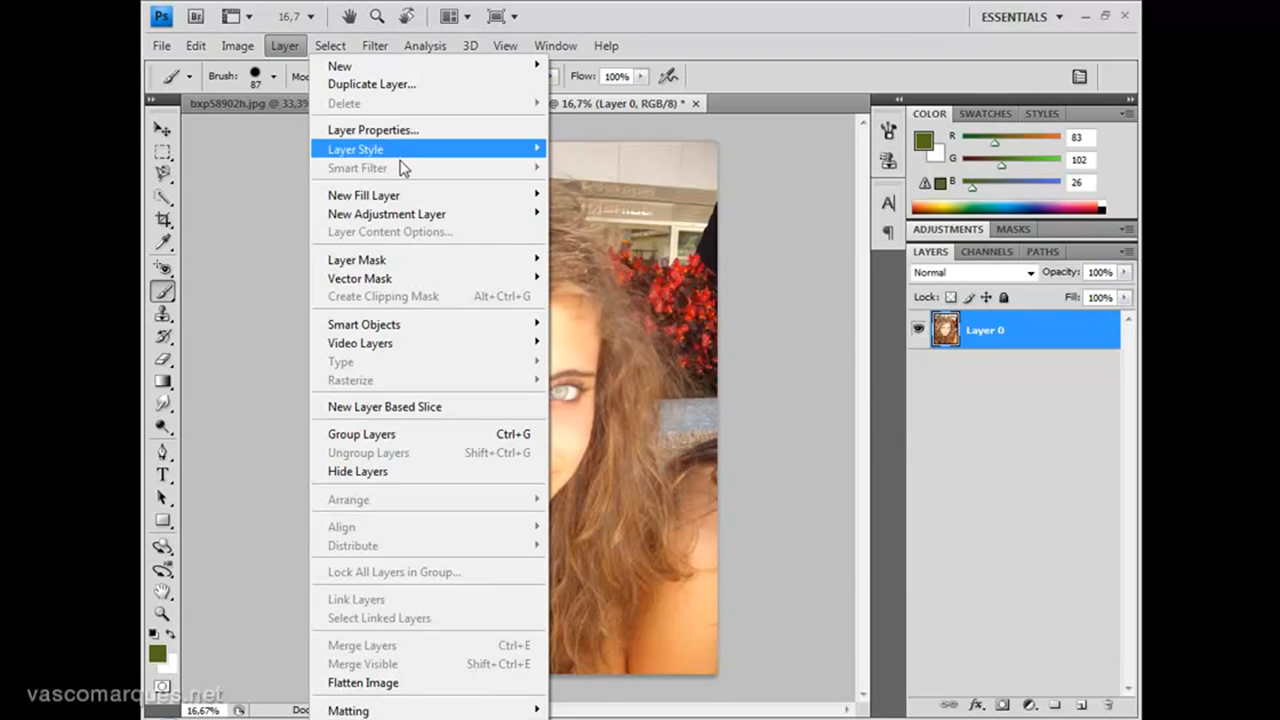 Ps Br 16,7 ESSENTIALS
File Edit Image Layer Select Filter Analysis 3D View Window Help
Brush: 87 Flow: 100%
bxp58902h.jpg @ 33,3% @ 16,7% (Layer 0, RGB/8) *
New
Duplicate Layer...
Delete
Layer Properties...
Layer Style
Smart Filter
New Fill Layer
New Adjustment Layer
Layer Content Options...
Layer Mask
Vector Mask
Create Clipping Mask Alt+Ctrl+G
Smart Objects
Video Layers
Type
Rasterize
New Layer Based Slice
Group Layers Ctrl+G
Ungroup Layers Shift+Ctrl+G
Hide Layers
Arrange
Align
Distribute
Lock All Layers in Group...
Link Layers
Select Linked Layers
Merge Layers Ctrl+E
Merge Visible Shift+Ctrl+E
Flatten Image
Matting
COLOR SWATCHES STYLES
R 83
G 102
B 26
ADJUSTMENTS MASKS
LAYERS CHANNELS PATHS
Normal Opacity: 100%
Lock: Fill: 100%
Layer 0
16,67%
vascomarques.net